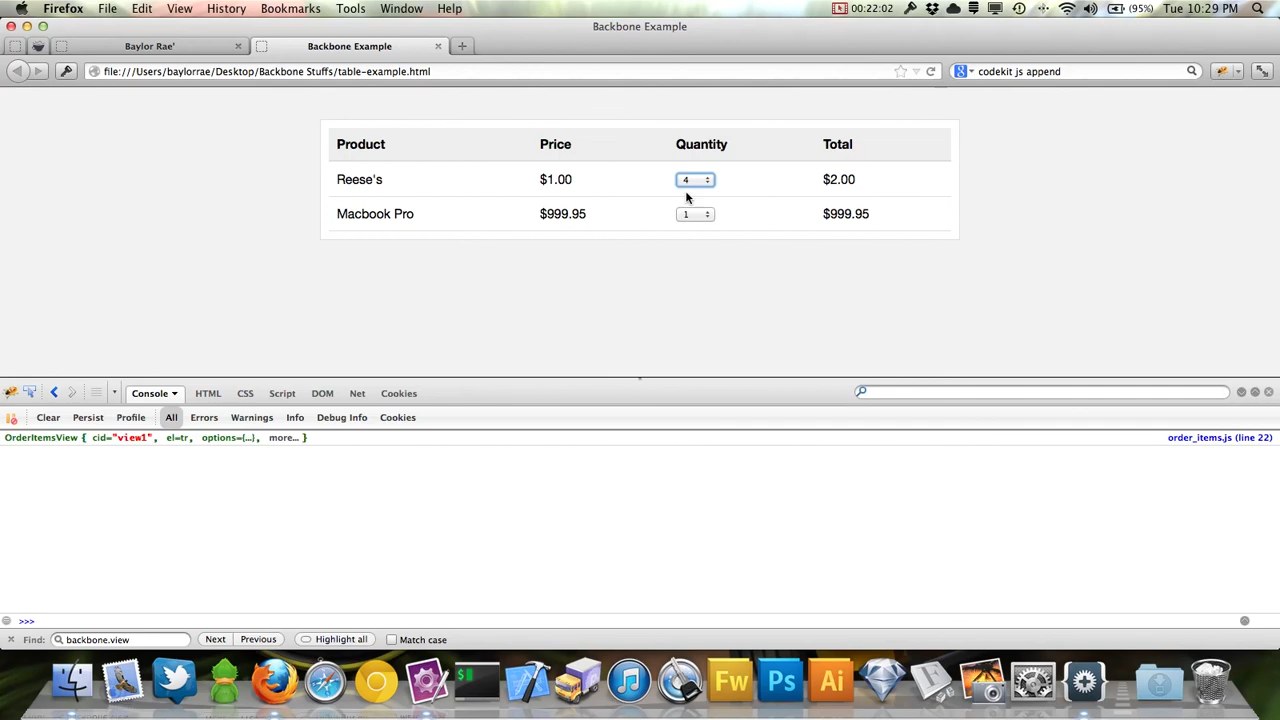 Firefox File Edit View History Bookmarks Tools Window Help 00:22:02 (95%) Tue 10:29 PM
Backbone Example
Baylor Rae' Backbone Example
file:///Users/baylorrae/Desktop/Backbone Stuffs/table-example.html codekit js append
Product Price Quantity Total
Reese's $1.00 4 $2.00
Macbook Pro $999.95 1 $999.95
Console HTML CSS Script DOM Net Cookies
Clear Persist Profile All Errors Warnings Info Debug Info Cookies
OrderItemsView { cid="view1", el=tr, options={...}, more... } order_items.js (line 22)
>>>
Find: backbone.view Next Previous Highlight all Match case
$ Fw Ps Ai